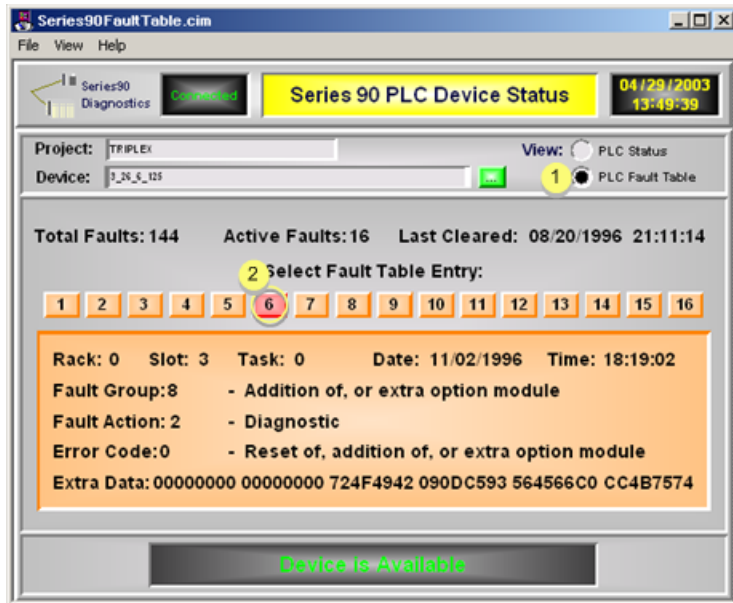 Series90FaultTable.cim
File View Help
Series90
Diagnostics
Connected
Series 90 PLC Device Status
04/29/2003
13:49:39
Project: TRIPLEX
View: PLC Status
Device: 3_26_6_125
...
1 PLC Fault Table
Total Faults: 144 Active Faults: 16 Last Cleared: 08/20/1996 21:11:14
2 Select Fault Table Entry:
1 2 3 4 5 6 7 8 9 10 11 12 13 14 15 16
Rack: 0 Slot: 3 Task: 0 Date: 11/02/1996 Time: 18:19:02
Fault Group: 8 - Addition of, or extra option module
Fault Action: 2 - Diagnostic
Error Code: 0 - Reset of, addition of, or extra option module
Extra Data: 00000000 00000000 724F4942 090DC593 564566C0 CC4B7574
Device is Available